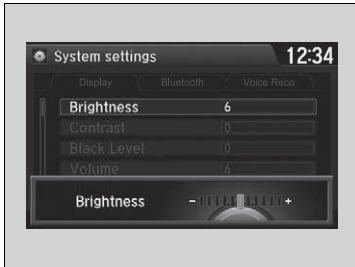 System settings 12:34
Display Bluetooth Voice Reco
Brightness 6
Contrast 0
Black Level 0
Volume 6
Brightness - +